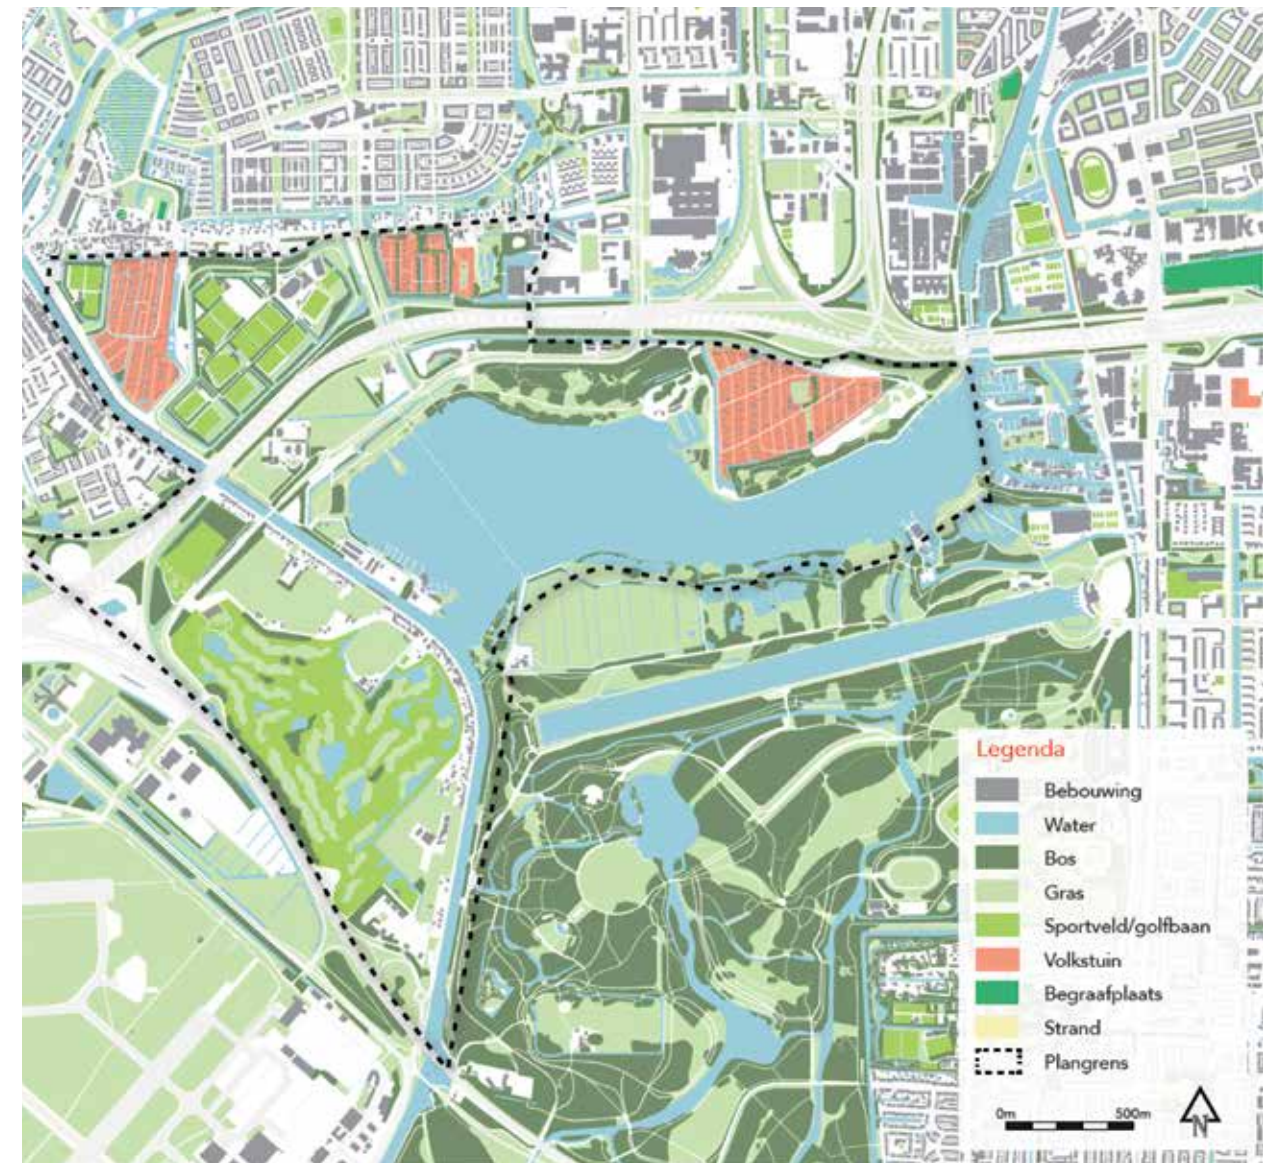 Legenda
Bebouwing
Water
Bos
Gras
Sportveld/golfbaan
Volkstuin
Begraafplaats
Strand
Plangrens
0m 500m
N